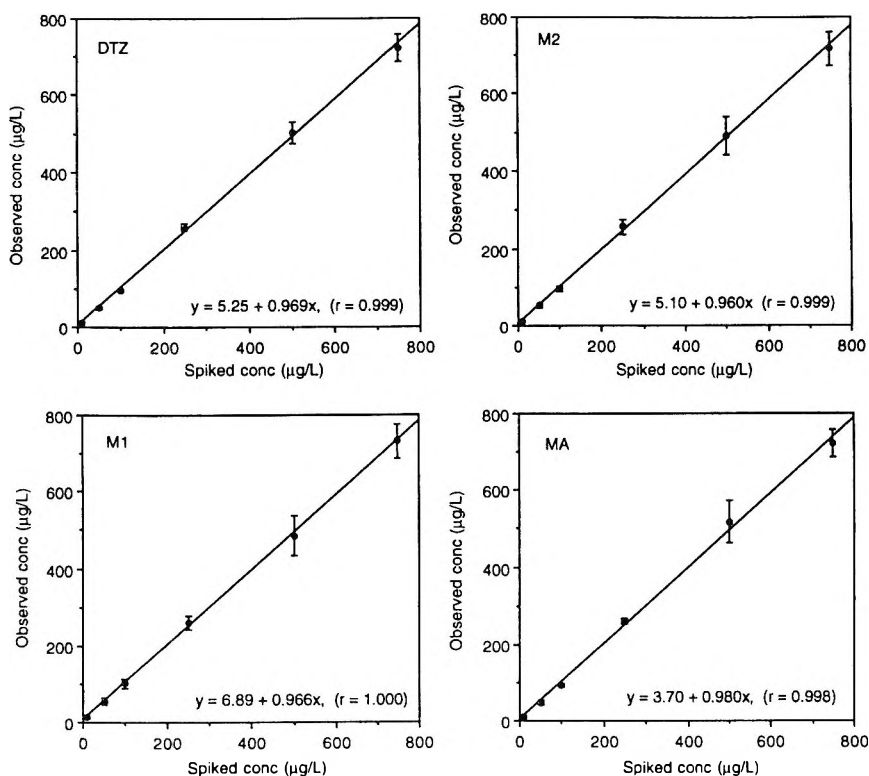 DTZ
800
600
400
200
0
Observed conc (µg/L)
y = 5.25 + 0.969x, (r = 0.999)
0 200 400 600 800
Spiked conc (µg/L)
M2
800
600
400
200
0
Observed conc (µg/L)
y = 5.10 + 0.960x (r = 0.999)
0 200 400 600 800
Spiked conc (µg/L)
M1
800
600
400
200
0
Observed conc (µg/L)
y = 6.89 + 0.966x, (r = 1.000)
0 200 400 600 800
Spiked conc (µg/L)
MA
800
600
400
200
0
Observed conc (µg/L)
y = 3.70 + 0.980x, (r = 0.998)
0 200 400 600 800
Spiked conc (µg/L)